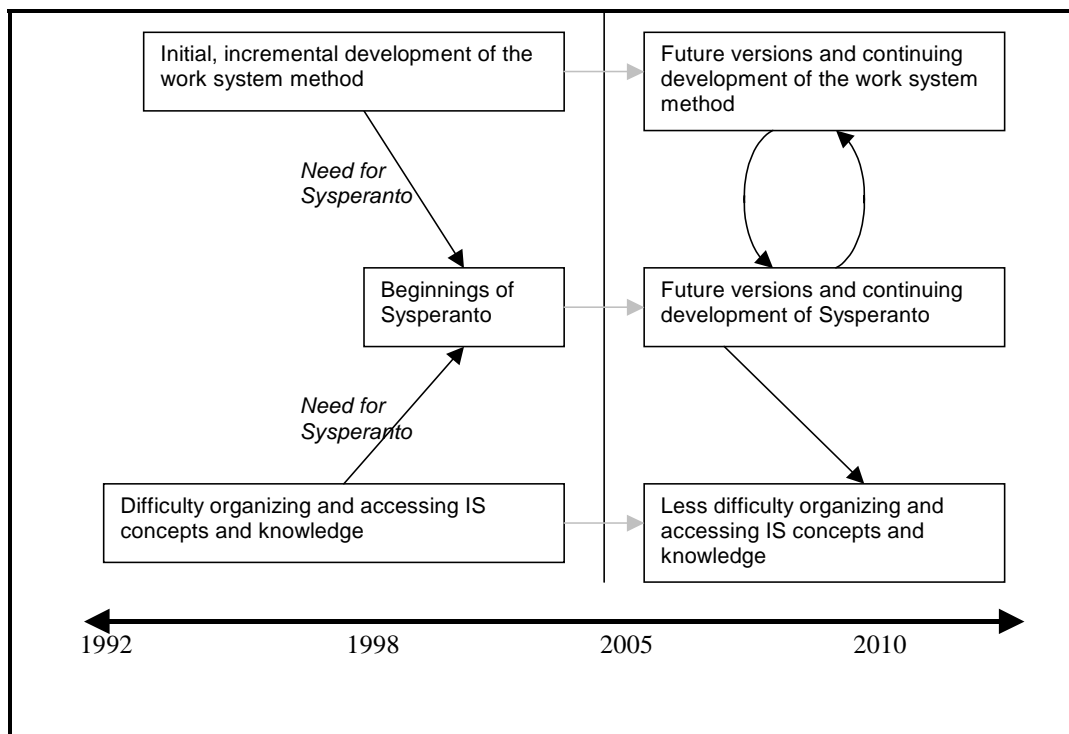 Initial, incremental development of the
work system method
Future versions and continuing
development of the work system
method
Need for
Sysperanto
Beginnings of
Sysperanto
Future versions and continuing
development of Sysperanto
Need for
Sysperanto
Difficulty organizing and accessing IS
concepts and knowledge
Less difficulty organizing and
accessing IS concepts and
knowledge
1992 1998 2005 2010